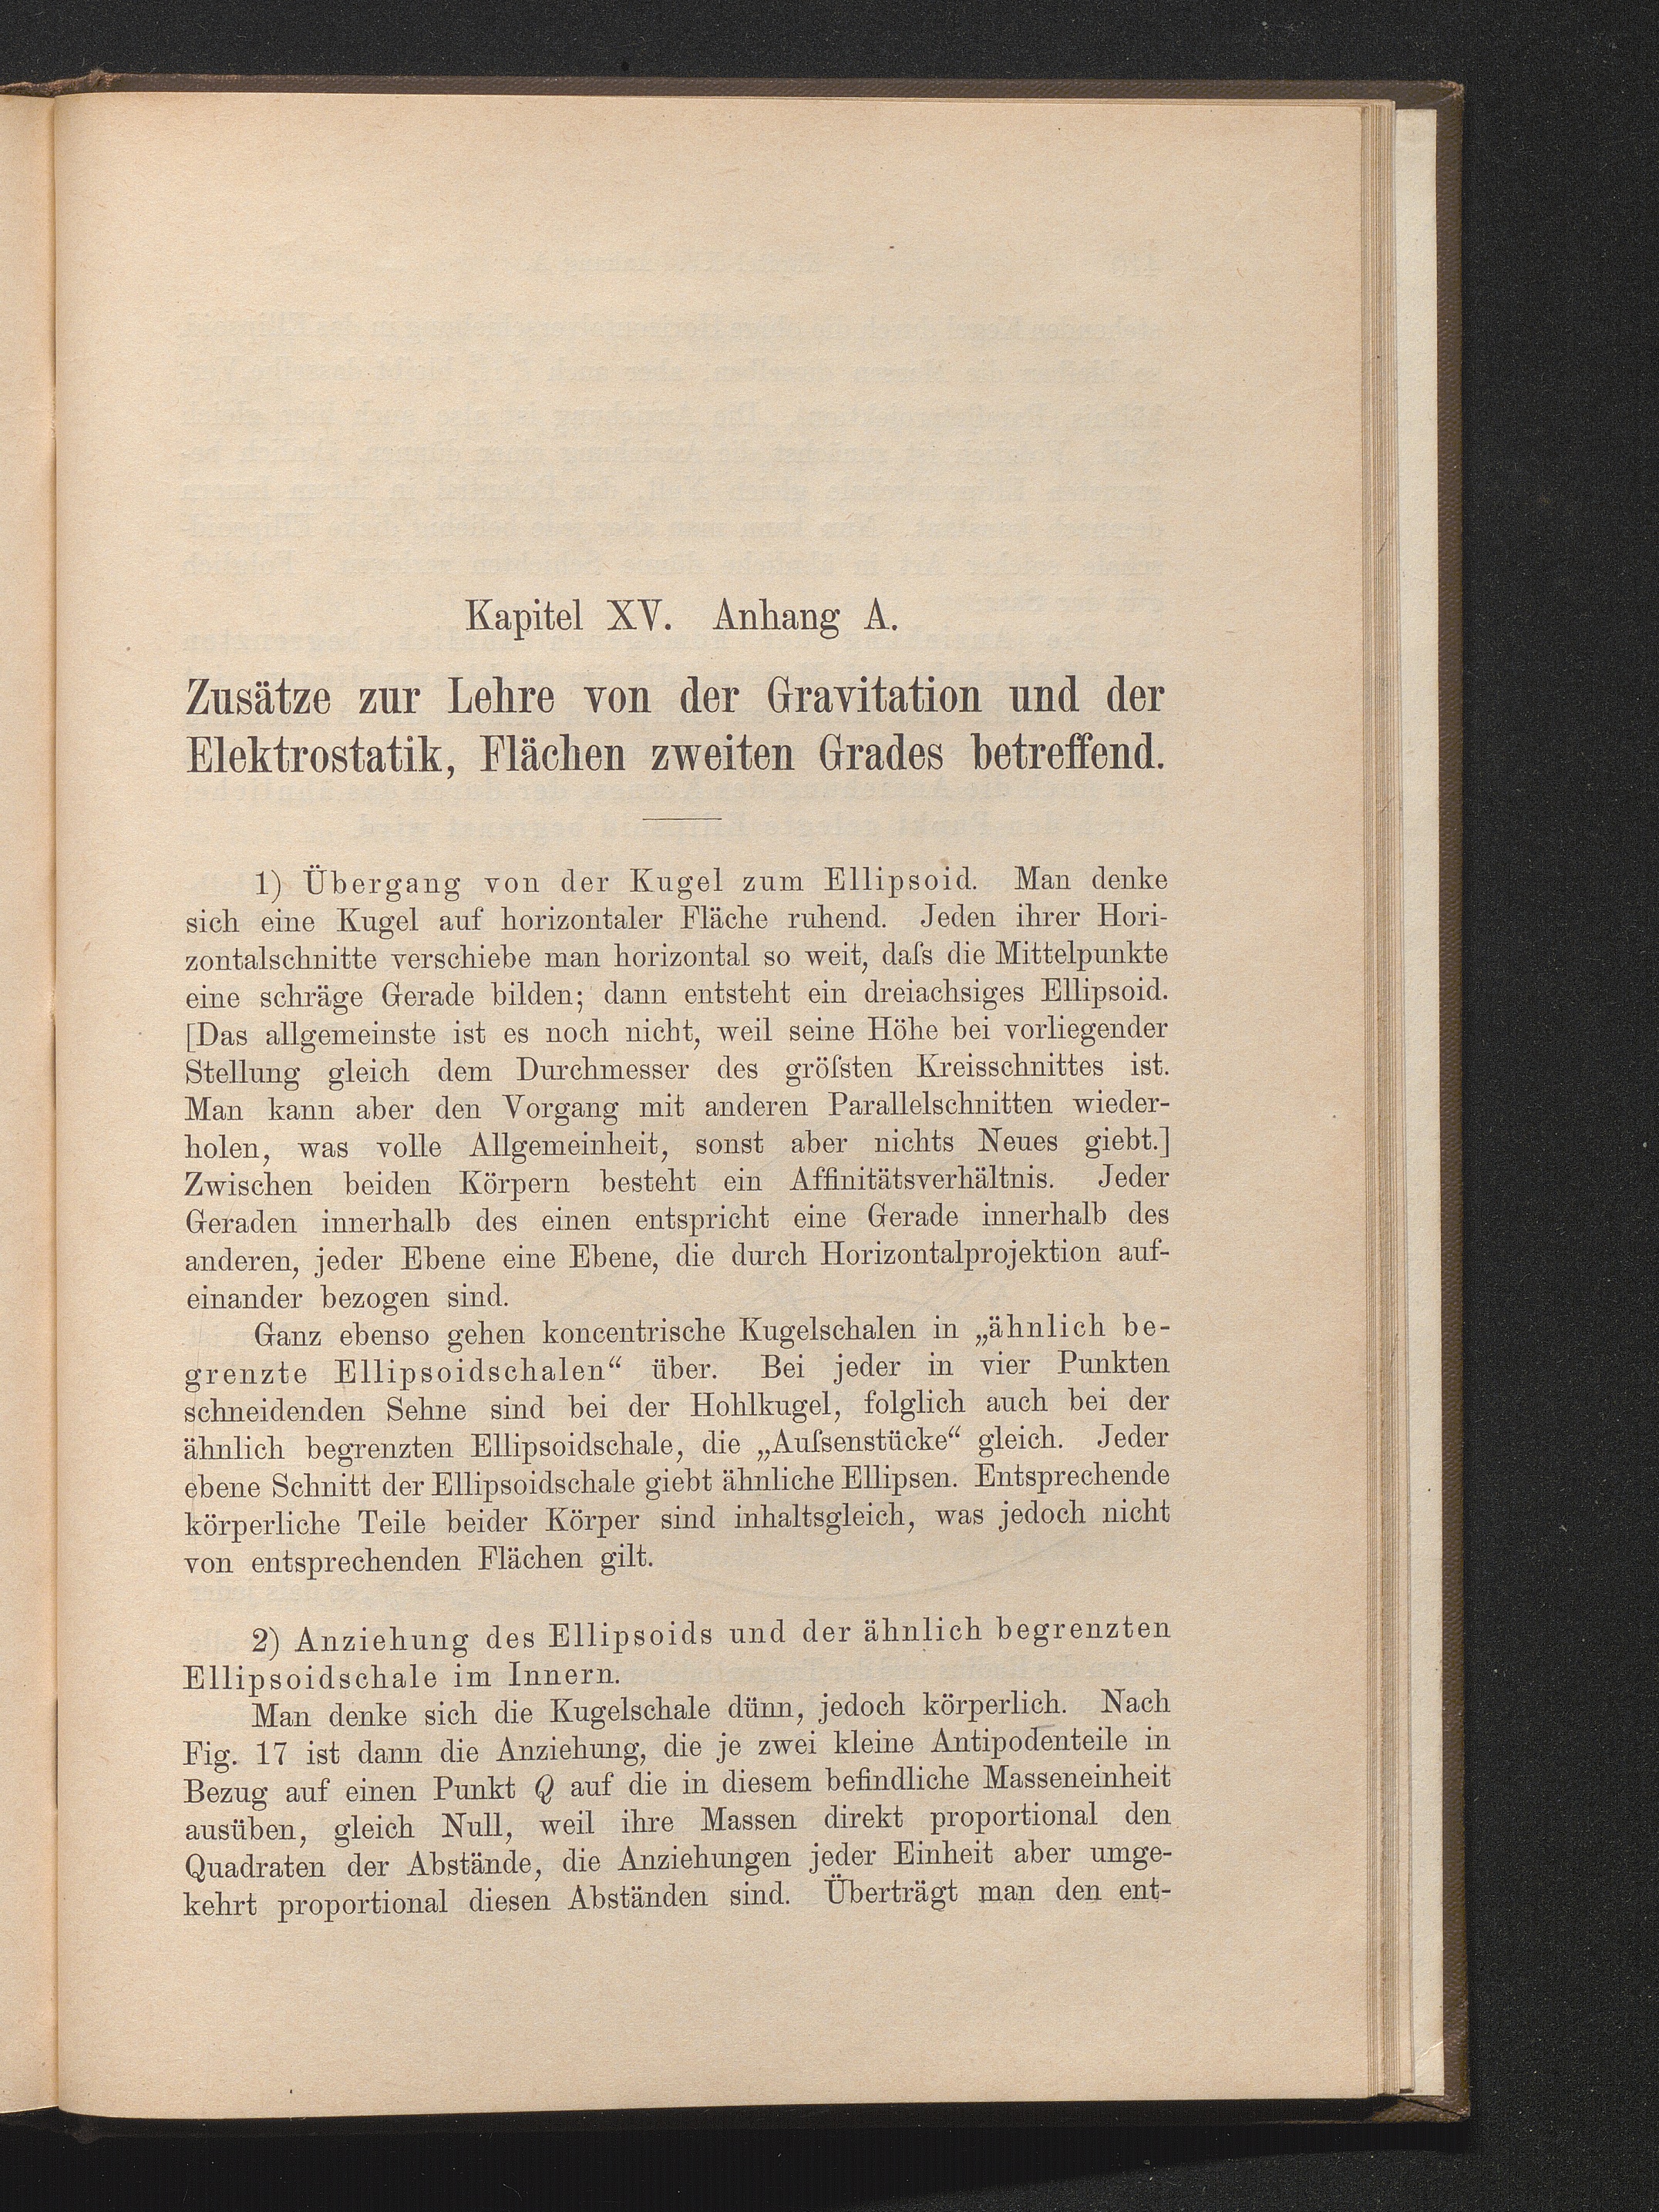 Kapitel XV. Anhang A.
Zusätze zur Lehre von der Gravitation und der
Elektrostatik, Flächen zweiten Grades betreffend.
1) Übergang von der Kugel zum Ellipsoid. Man denke
sich eine Kugel auf horizontaler Fläche ruhend. Jeden ihrer Hori-
zontalschnitte verschiebe man horizontal so weit, daſs die Mittelpunkte
eine schräge Gerade bilden; dann entsteht ein dreiachsiges Ellipsoid.
[Das allgemeinste ist es noch nicht, weil seine Höhe bei vorliegender
Stellung gleich dem Durchmesser des gröſsten Kreisschnittes ist.
Man kann aber den Vorgang mit anderen Parallelschnitten wieder-
holen, was volle Allgemeinheit, sonst aber nichts Neues giebt.]
Zwischen beiden Körpern besteht ein Affinitätsverhältnis. Jeder
Geraden innerhalb des einen entspricht eine Gerade innerhalb des
anderen, jeder Ebene eine Ebene, die durch Horizontalprojektion auf-
einander bezogen sind.
Ganz ebenso gehen koncentrische Kugelschalen in „ähnlich be-
grenzte Ellipsoidschalen“ über. Bei jeder in vier Punkten
schneidenden Sehne sind bei der Hohlkugel, folglich auch bei der
ähnlich begrenzten Ellipsoidschale, die „Auſsenstücke“ gleich. Jeder
ebene Schnitt der Ellipsoidschale giebt ähnliche Ellipsen. Entsprechende
körperliche Teile beider Körper sind inhaltsgleich, was jedoch nicht
von entsprechenden Flächen gilt.
2) Anziehung des Ellipsoids und der ähnlich begrenzten
Ellipsoidschale im Innern.
Man denke sich die Kugelschale dünn, jedoch körperlich. Nach
Fig. 17 ist dann die Anziehung, die je zwei kleine Antipodenteile in
Bezug auf einen Punkt Q auf die in diesem befindliche Masseneinheit
ausüben, gleich Null, weil ihre Massen direkt proportional den
Quadraten der Abstände, die Anziehungen jeder Einheit aber umge-
kehrt proportional diesen Abständen sind. Überträgt man den ent-